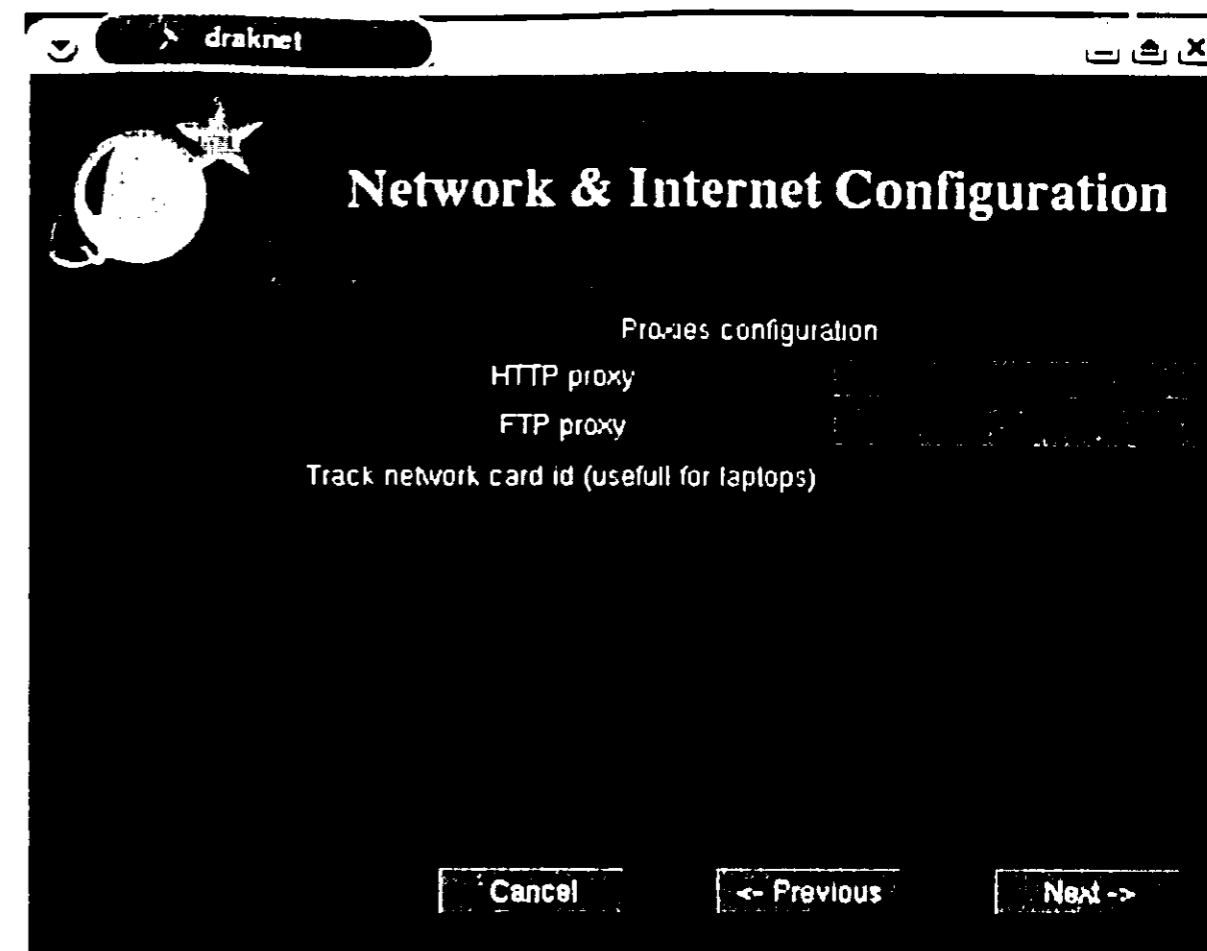 draknet
Network & Internet Configuration
Proxies configuration
HTTP proxy
FTP proxy
Track network card id (usefull for laptops)
Cancel
<- Previous
Next ->